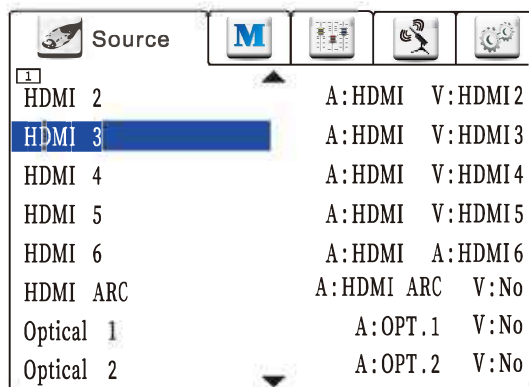 Source M
1
HDMI 2 A:HDMI V:HDMI2
HDMI 3 A:HDMI V:HDMI3
HDMI 4 A:HDMI V:HDMI4
HDMI 5 A:HDMI V:HDMI5
HDMI 6 A:HDMI A:HDMI6
HDMI ARC A:HDMI ARC V:No
Optical 1 A:OPT.1 V:No
Optical 2 A:OPT.2 V:No